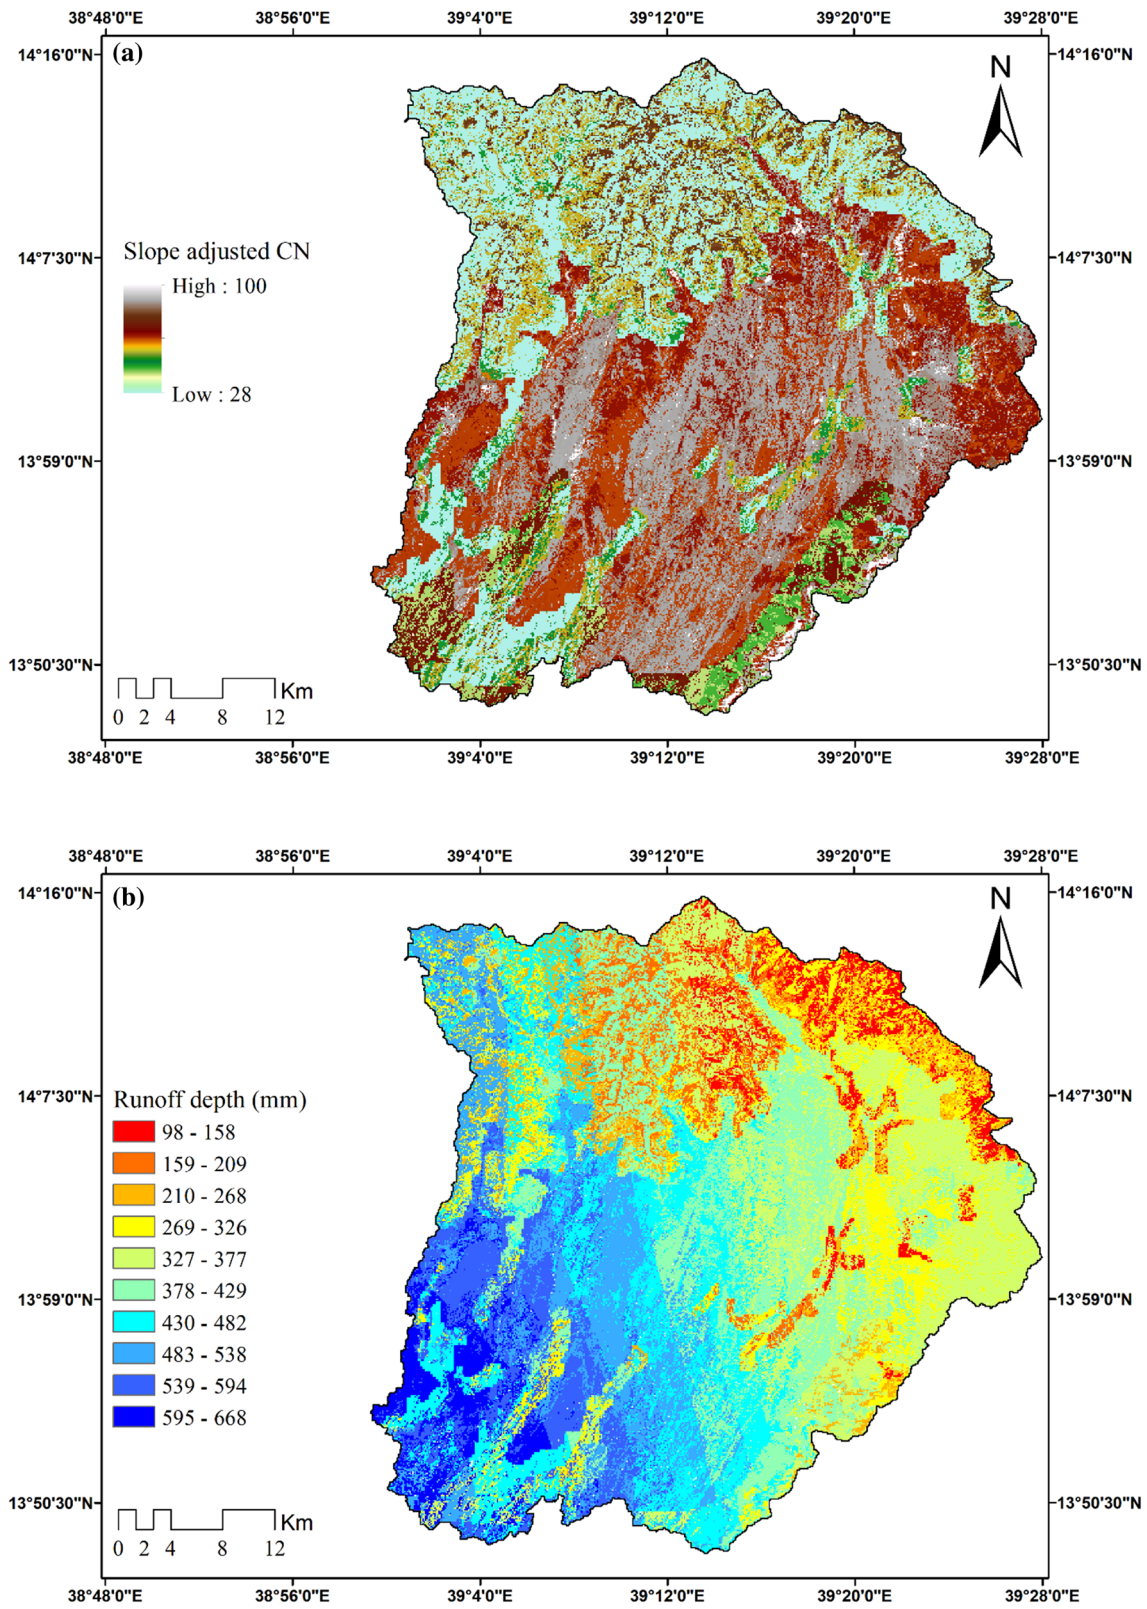 38°48'0"E 38°56'0"E 39°4'0"E 39°12'0"E 39°20'0"E 39°28'0"E
(a)
N
14°16'0"N 14°16'0"N
14°7'30"N 14°7'30"N
Slope adjusted CN
High : 100
Low : 28
13°59'0"N 13°59'0"N
13°50'30"N 13°50'30"N
Km
0 2 4 8 12
38°48'0"E 38°56'0"E 39°4'0"E 39°12'0"E 39°20'0"E 39°28'0"E
38°48'0"E 38°56'0"E 39°4'0"E 39°12'0"E 39°20'0"E 39°28'0"E
(b)
N
14°16'0"N 14°16'0"N
14°7'30"N 14°7'30"N
Runoff depth (mm)
98 - 158
159 - 209
210 - 268
269 - 326
327 - 377
378 - 429
430 - 482
483 - 538
539 - 594
595 - 668
13°59'0"N 13°59'0"N
13°50'30"N 13°50'30"N
Km
0 2 4 8 12
38°48'0"E 38°56'0"E 39°4'0"E 39°12'0"E 39°20'0"E 39°28'0"E